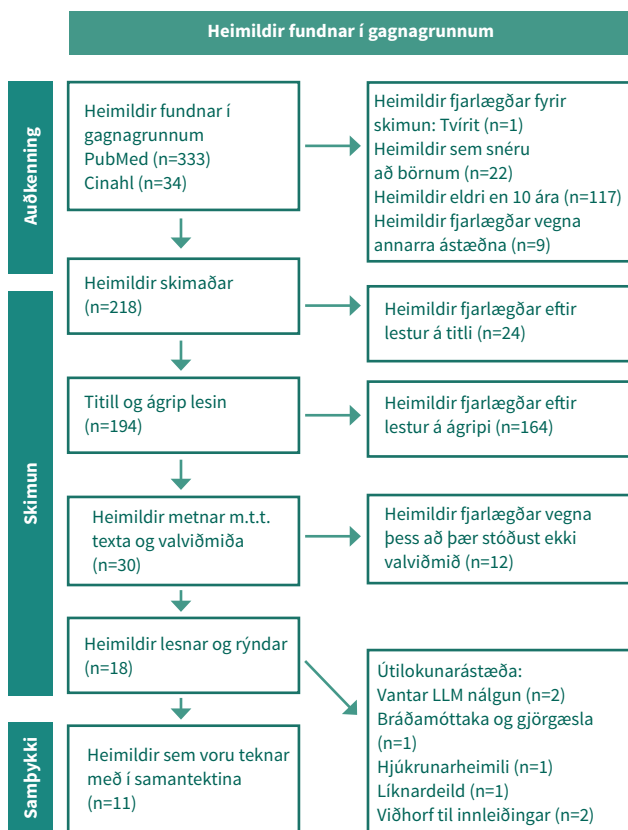 Heimildir fundnar í gagnagrunnum
Auðkenning
Heimildir fundnar í
gagnagrunnum
PubMed (n=333)
Cinahl (n=34)
Heimildir fjarlægðar fyrir
skimun: Tvírit (n=1)
Heimildir sem snéru
að börnum (n=22)
Heimildir eldri en 10 ára (n=117)
Heimildir fjarlægðar vegna
annarra ástæðna (n=9)
Skimun
Heimildir skimaðar
(n=218)
Heimildir fjarlægðar eftir
lestur á titli (n=24)
Titill og ágrip lesin
(n=194)
Heimildir fjarlægðar eftir
lestur á ágripi (n=164)
Heimildir metnar m.t.t.
texta og valviðmiða
(n=30)
Heimildir fjarlægðar vegna
þess að þær stóðust ekki
valviðmið (n=12)
Heimildir lesnar og rýndar
(n=18)
Útilokunarástæða:
Vantar LLM nálgun (n=2)
Bráðamóttaka og gjörgæsla
(n=1)
Hjúkrunarheimili (n=1)
Líknardeild (n=1)
Viðhorf til innleiðingar (n=2)
Samþykki
Heimildir sem voru teknar
með í samantektina
(n=11)